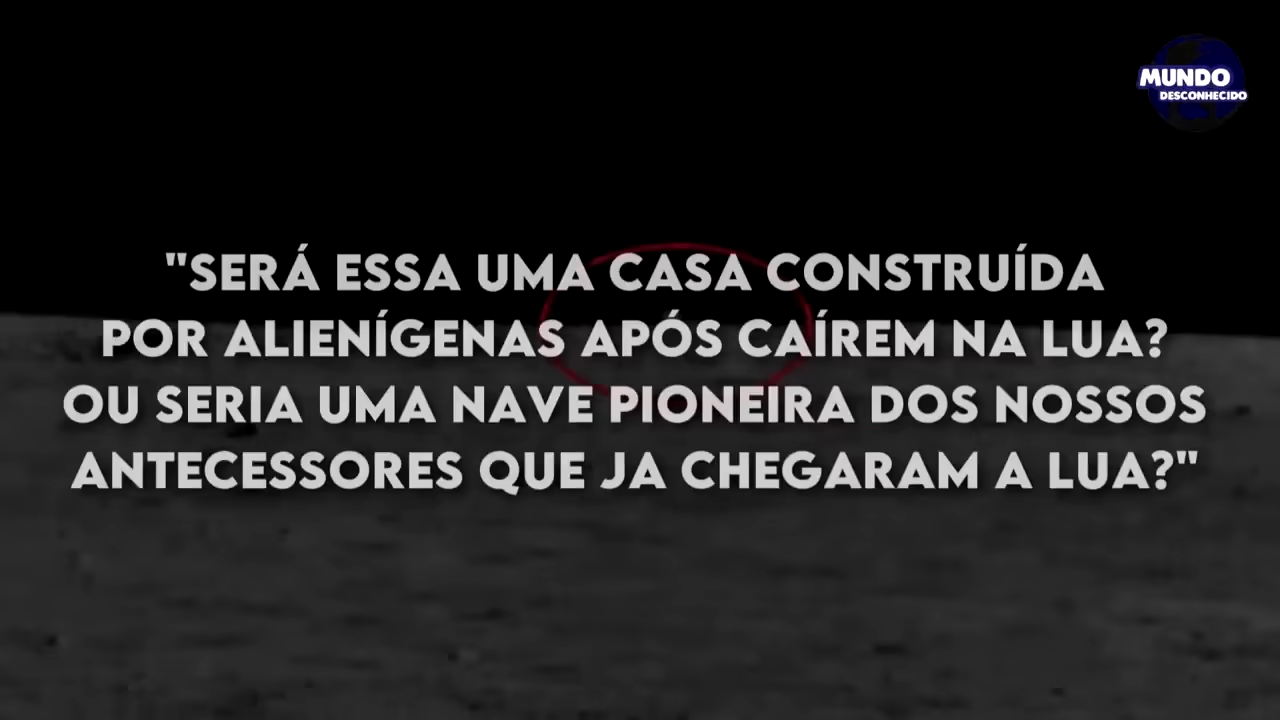 MUNDO
DESCONHECIDO
"SERÁ ESSA UMA CASA CONSTRUÍDA
POR ALIENÍGENAS APÓS CAÍREM NA LUA?
OU SERIA UMA NAVE PIONEIRA DOS NOSSOS
ANTECESSORES QUE JA CHEGARAM A LUA?"